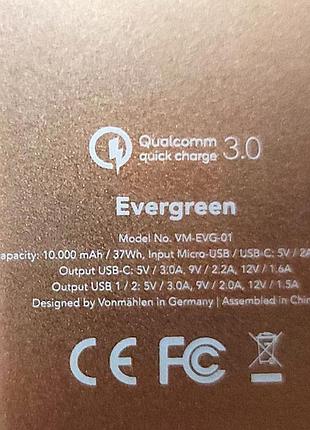 Qualcomm
quick charge 3.0
Evergreen
Model No. VM-EVG-01
apacity: 10.000 mAh / 37Wh, Input Micro-USB / USB-C: 5V / 2A
Output USB-C: 5V / 3.0A, 9V / 2.2A, 12V / 1.6A
Output USB 1 / 2: 5V / 3.0A, 9V / 2.0A, 12V / 1.5A
Designed by Vonmählen in Germany | Assembled in Chin
CE FC